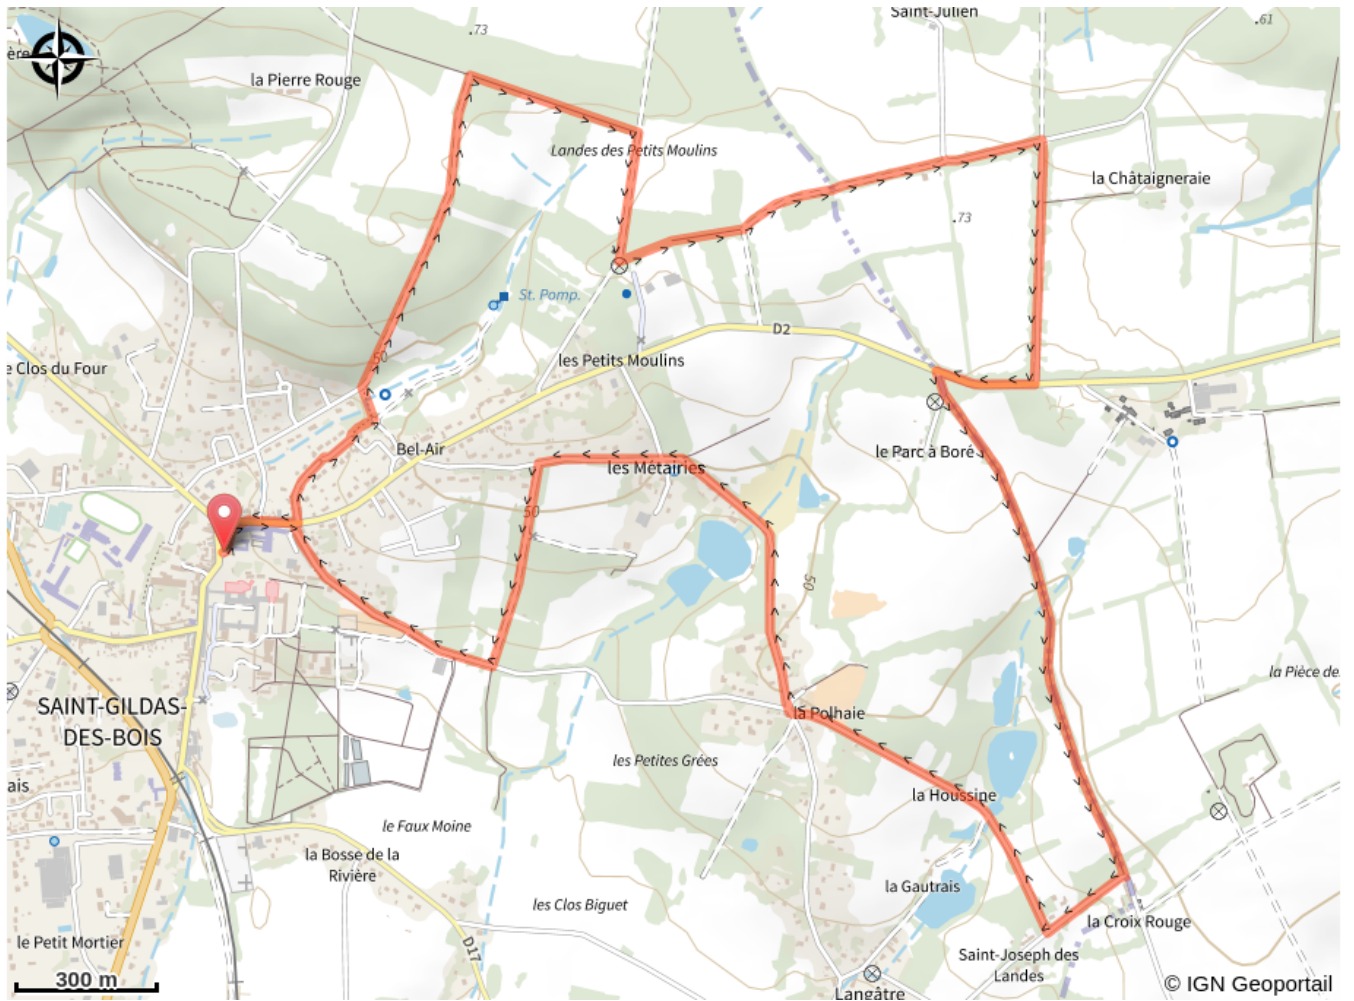 Saint-Julien
.73
.61
ère
la Pierre Rouge
Landes des Petits Moulins
la Châtaigneraie
.73
St. Pomp.
D2
50
les Petits Moulins
e Clos du Four
Bel-Air
le Parc à Boré
les Métairies
50
50
la Pièce de
SAINT-GILDAS-
DES-BOIS
la Polhaie
les Petites Grées
ais
la Houssine
le Faux Moine
la Bosse de la
Rivière
la Gautrais
les Clos Biguet
la Croix Rouge
le Petit Mortier
D17
Saint-Joseph des
Landes
300 m
Langâtre
© IGN Geoportail